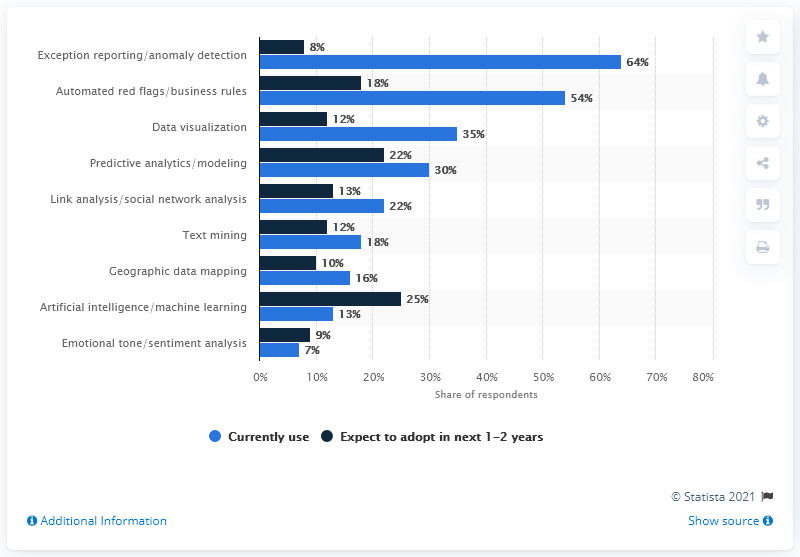 Exception reporting/anomaly detection
8%
64%
Automated red flags/business rules
18%
54%
Data visualization
12%
35%
Predictive analytics/modeling
22%
30%
Link analysis/social network analysis
13%
22%
Text mining
12%
18%
Geographic data mapping
10%
16%
Artificial intelligence/machine learning
25%
13%
Emotional tone/sentiment analysis
9%
7%
0% 10% 20% 30% 40% 50% 60% 70% 80%
Share of respondents
Currently use Expect to adopt in next 1-2 years
© Statista 2021
Additional Information Show source